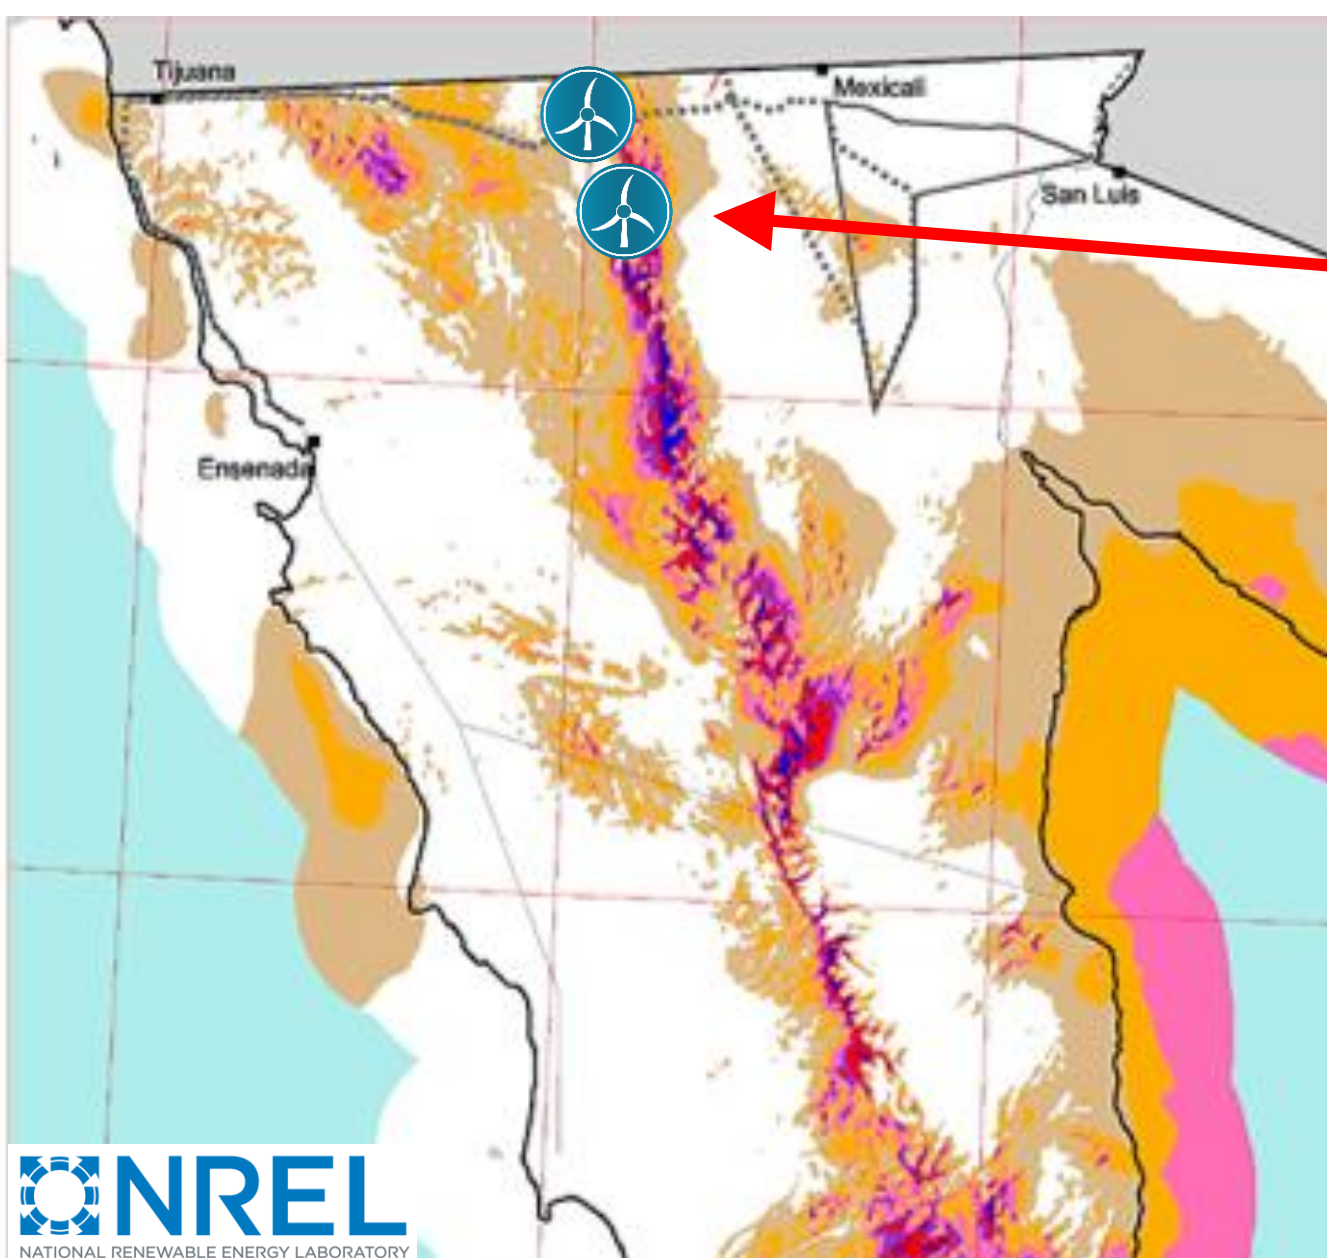 Tijuana
Mexicali
San Luis
Ensenada
NREL
NATIONAL RENEWABLE ENERGY LABORATORY